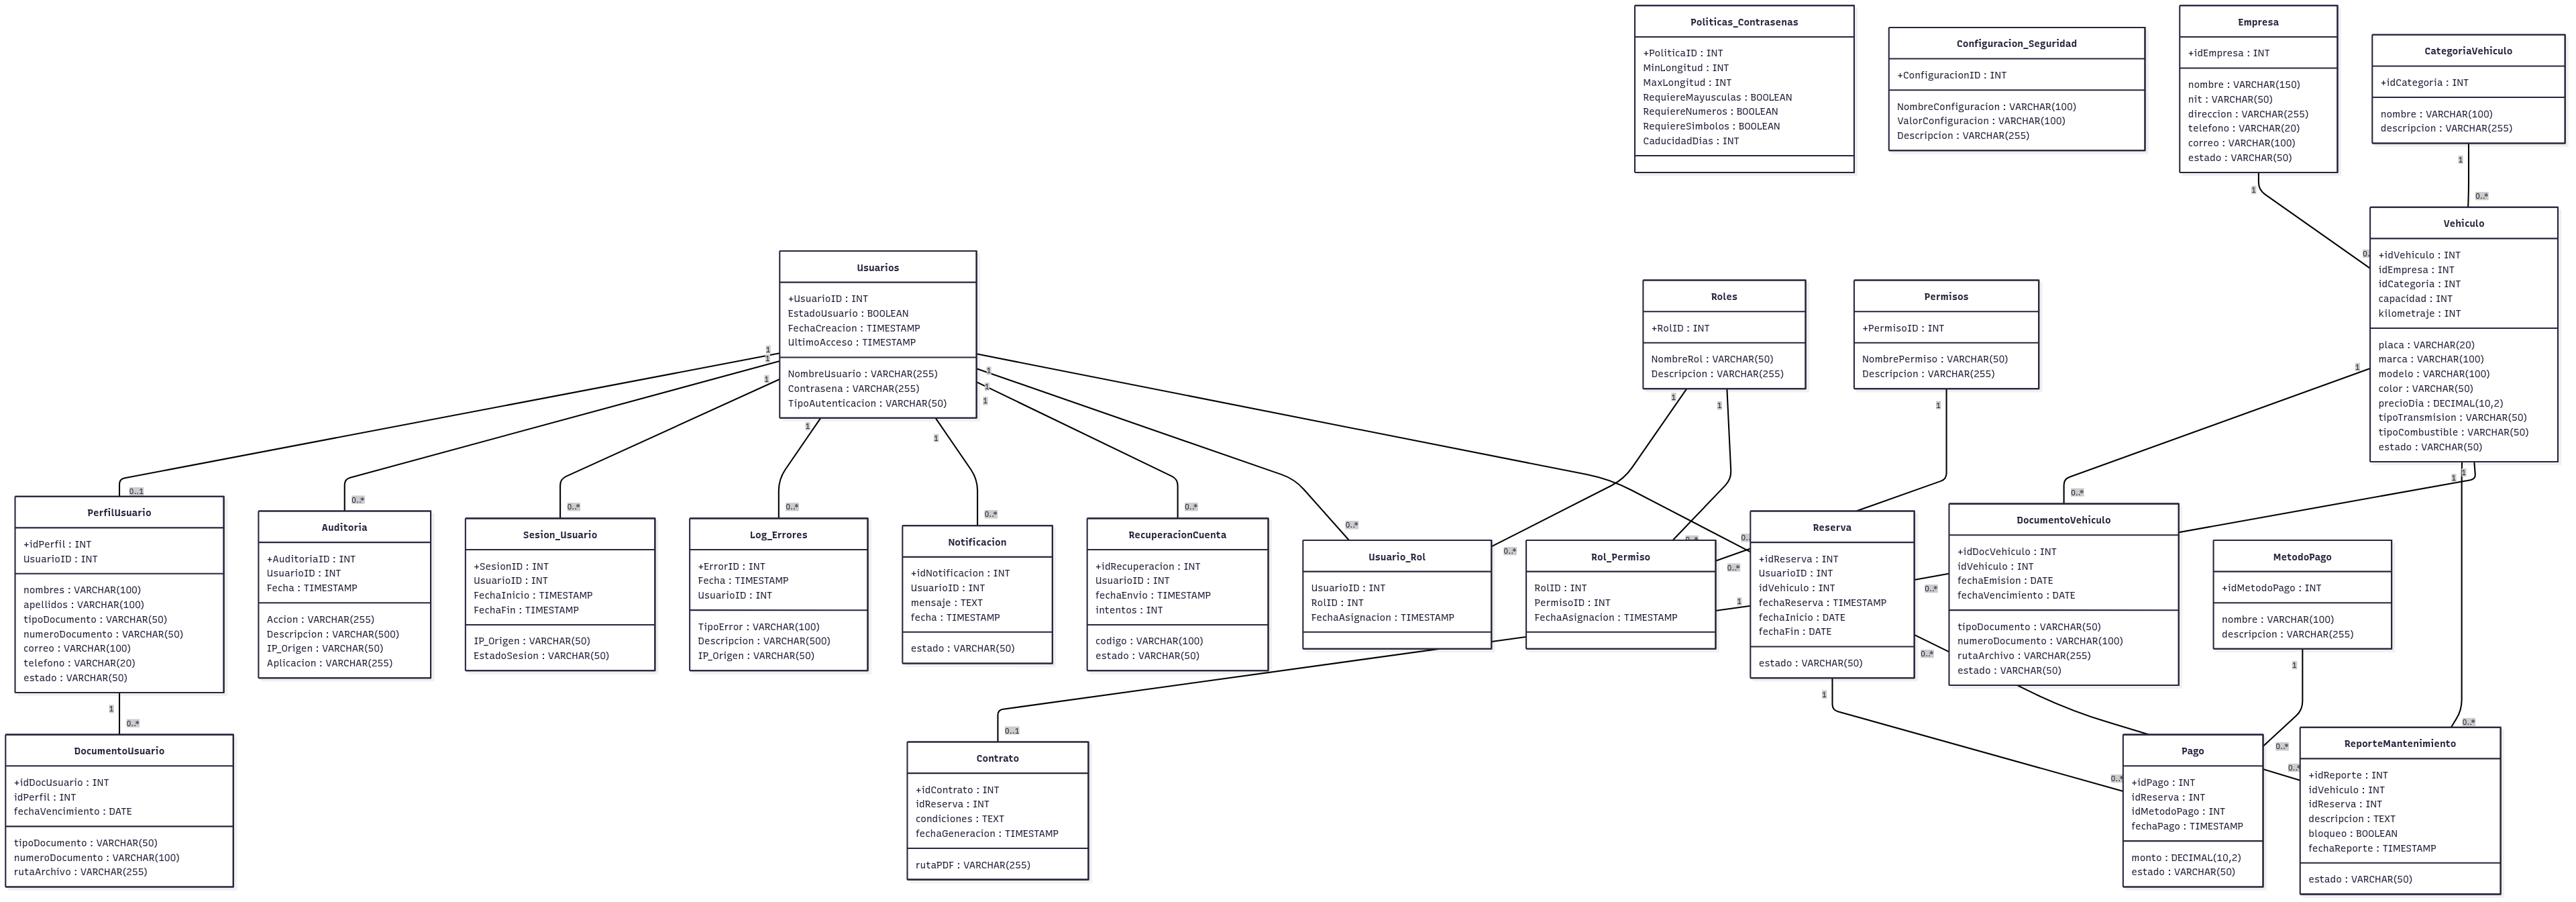 Politicas_Contrasenas
+PoliticaID : INT
MinLongitud : INT
MaxLongitud : INT
RequiereMayusculas : BOOLEAN
RequiereNumeros : BOOLEAN
RequiereSimbolos : BOOLEAN
CaducidadDias : INT
Configuracion_Seguridad
+ConfiguracionID : INT
NombreConfiguracion : VARCHAR(100)
ValorConfiguracion : VARCHAR(100)
Descripcion : VARCHAR(255)
Empresa
+idEmpresa : INT
nombre : VARCHAR(150)
nit : VARCHAR(50)
direccion : VARCHAR(255)
telefono : VARCHAR(20)
correo : VARCHAR(100)
estado : VARCHAR(50)
1
CategoriaVehiculo
+idCategoria : INT
nombre : VARCHAR(100)
descripcion : VARCHAR(255)
1
0..*
Vehiculo
+idVehiculo : INT
idEmpresa : INT
idCategoria : INT
capacidad : INT
kilometraje : INT
placa : VARCHAR(20)
marca : VARCHAR(100)
modelo : VARCHAR(100)
color : VARCHAR(50)
precioDia : DECIMAL(10,2)
tipoTransmision : VARCHAR(50)
tipoCombustible : VARCHAR(50)
estado : VARCHAR(50)
1
1
1
Usuarios
+UsuarioID : INT
EstadoUsuario : BOOLEAN
FechaCreacion : TIMESTAMP
UltimoAcceso : TIMESTAMP
NombreUsuario : VARCHAR(255)
Contrasena : VARCHAR(255)
TipoAutenticacion : VARCHAR(50)
1
1
1
1
1
1
1
1
Roles
+RolID : INT
NombreRol : VARCHAR(50)
Descripcion : VARCHAR(255)
1
1
Permisos
+PermisoID : INT
NombrePermiso : VARCHAR(50)
Descripcion : VARCHAR(255)
1
0..1
PerfilUsuario
+idPerfil : INT
UsuarioID : INT
nombres : VARCHAR(100)
apellidos : VARCHAR(100)
tipoDocumento : VARCHAR(50)
numeroDocumento : VARCHAR(50)
correo : VARCHAR(100)
telefono : VARCHAR(20)
estado : VARCHAR(50)
1
0..*
0..*
Auditoria
+AuditoriaID : INT
UsuarioID : INT
Fecha : TIMESTAMP
Accion : VARCHAR(255)
Descripcion : VARCHAR(500)
IP_Origen : VARCHAR(50)
Aplicacion : VARCHAR(255)
0..*
Sesion_Usuario
+SesionID : INT
UsuarioID : INT
FechaInicio : TIMESTAMP
FechaFin : TIMESTAMP
IP_Origen : VARCHAR(50)
EstadoSesion : VARCHAR(50)
0..*
Log_Errores
+ErrorID : INT
Fecha : TIMESTAMP
UsuarioID : INT
TipoError : VARCHAR(100)
Descripcion : VARCHAR(500)
IP_Origen : VARCHAR(50)
0..*
Notificacion
+idNotificacion : INT
UsuarioID : INT
mensaje : TEXT
fecha : TIMESTAMP
estado : VARCHAR(50)
0..*
RecuperacionCuenta
+idRecuperacion : INT
UsuarioID : INT
fechaEnvio : TIMESTAMP
intentos : INT
codigo : VARCHAR(100)
estado : VARCHAR(50)
0..*
Usuario_Rol
UsuarioID : INT
RolID : INT
FechaAsignacion : TIMESTAMP
0..*
Rol_Permiso
RolID : INT
PermisoID : INT
FechaAsignacion : TIMESTAMP
0..*
1
Reserva
+idReserva : INT
UsuarioID : INT
idVehiculo : INT
fechaReserva : TIMESTAMP
fechaInicio : DATE
fechaFin : DATE
estado : VARCHAR(50)
0..*
0..*
1
0..*
DocumentoVehiculo
+idDocVehiculo : INT
idVehiculo : INT
fechaEmision : DATE
fechaVencimiento : DATE
tipoDocumento : VARCHAR(50)
numeroDocumento : VARCHAR(100)
rutaArchivo : VARCHAR(255)
estado : VARCHAR(50)
MetodoPago
+idMetodoPago : INT
nombre : VARCHAR(100)
descripcion : VARCHAR(255)
1
DocumentoUsuario
+idDocUsuario : INT
idPerfil : INT
fechaVencimiento : DATE
tipoDocumento : VARCHAR(50)
numeroDocumento : VARCHAR(100)
rutaArchivo : VARCHAR(255)
0..1
Contrato
+idContrato : INT
idReserva : INT
condiciones : TEXT
fechaGeneracion : TIMESTAMP
rutaPDF : VARCHAR(255)
0..*
0..*
Pago
+idPago : INT
idReserva : INT
idMetodoPago : INT
fechaPago : TIMESTAMP
monto : DECIMAL(10,2)
estado : VARCHAR(50)
0..*
ReporteMantenimiento
+idReporte : INT
idVehiculo : INT
idReserva : INT
descripcion : TEXT
bloqueo : BOOLEAN
fechaReporte : TIMESTAMP
estado : VARCHAR(50)